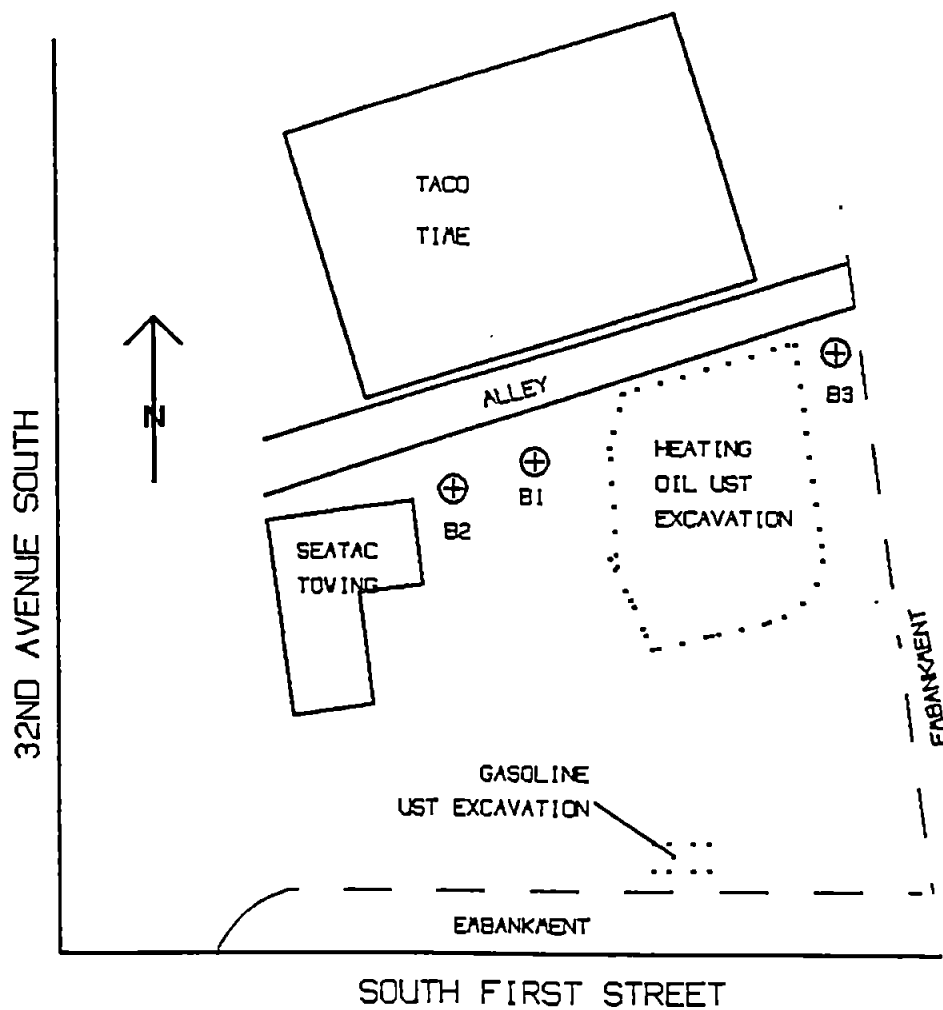 TACO
TIME
ALLEY
N
B3
HEATING
OIL UST
EXCAVATION
B1
B2
SEATAC
TOWING
32ND AVENUE SOUTH
EMBANKMENT
GASOLINE
UST EXCAVATION
EMBANKMENT
SOUTH FIRST STREET